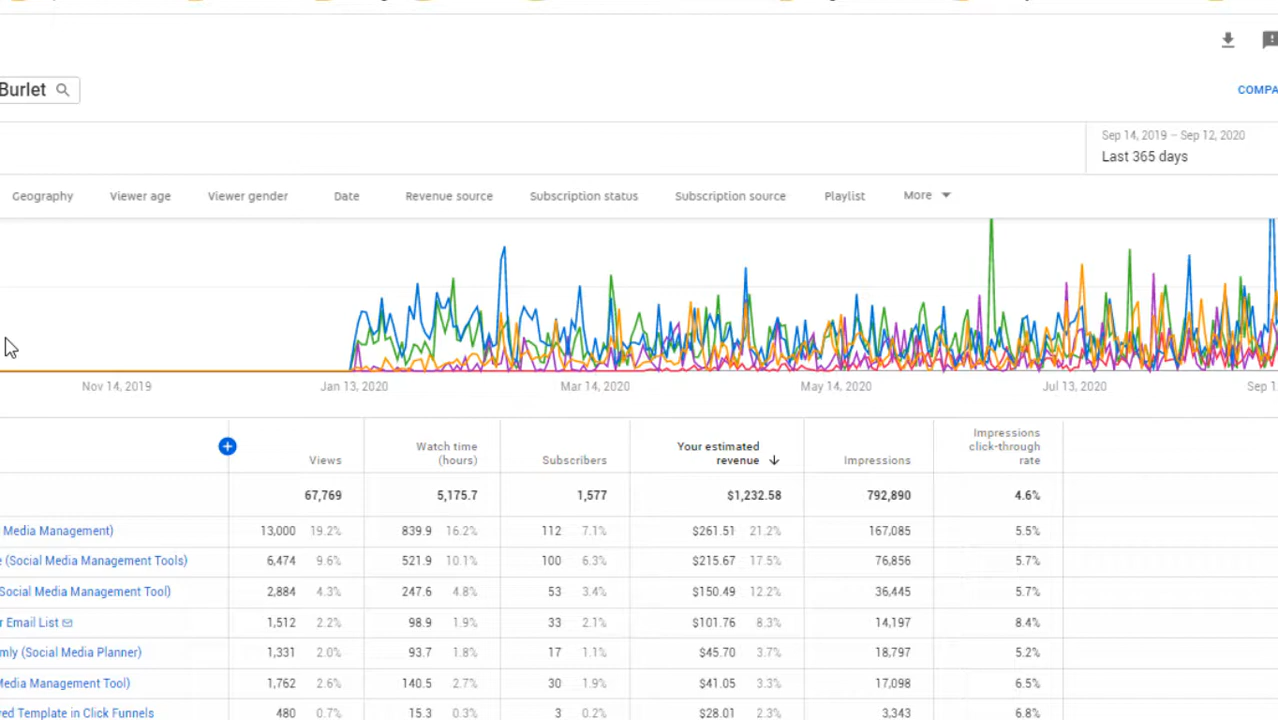 Burlet
COMPA
Sep 14, 2019 – Sep 12, 2020
Last 365 days
Geography Viewer age Viewer gender Date Revenue source Subscription status Subscription source Playlist More
Nov 14, 2019 Jan 13, 2020 Mar 14, 2020 May 14, 2020 Jul 13, 2020 Sep 1
Views Watch time (hours) Subscribers Your estimated revenue Impressions Impressions click-through rate
67,769 5,175.7 1,577 $1,232.58 792,890 4.6%
Media Management) 13,000 19.2% 839.9 16.2% 112 7.1% $261.51 21.2% 167,085 5.5%
e (Social Media Management Tools) 6,474 9.6% 521.9 10.1% 100 6.3% $215.67 17.5% 76,856 5.7%
Social Media Management Tool) 2,884 4.3% 247.6 4.8% 53 3.4% $150.49 12.2% 36,445 5.7%
r Email List 1,512 2.2% 98.9 1.9% 33 2.1% $101.76 8.3% 14,197 8.4%
mly (Social Media Planner) 1,331 2.0% 93.7 1.8% 17 1.1% $45.70 3.7% 18,797 5.2%
Media Management Tool) 1,762 2.6% 140.5 2.7% 30 1.9% $41.05 3.3% 17,098 6.5%
ved Template in Click Funnels 480 0.7% 15.3 0.3% 3 0.2% $28.01 2.3% 3,343 6.8%